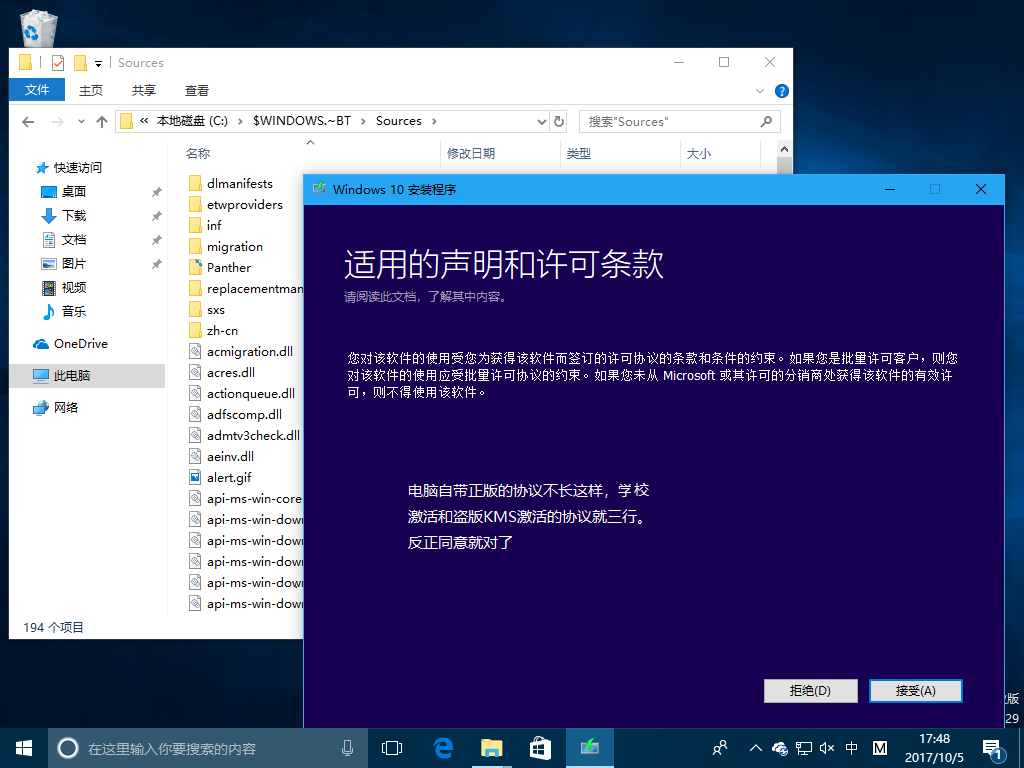 Sources
文件 主页 共享 查看
« 本地磁盘 (C:) › $WINDOWS.~BT › Sources ›
搜索"Sources"
名称 修改日期 类型 大小
快速访问
桌面
下载
文档
图片
视频
音乐
OneDrive
此电脑
网络
dlmanifests
etwproviders
inf
migration
Panther
replacementman
sxs
zh-cn
acmigration.dll
acres.dll
actionqueue.dll
adfscomp.dll
admtv3check.dll
aeinv.dll
alert.gif
api-ms-win-core
api-ms-win-dow
api-ms-win-dow
api-ms-win-dow
api-ms-win-dow
api-ms-win-dow
194 个项目
Windows 10 安装程序
适用的声明和许可条款
请阅读此文档，了解其中内容。
您对该软件的使用受您为获得该软件而签订的许可协议的条款和条件的约束。如果您是批量许可客户，则您
对该软件的使用应受批量许可协议的约束。如果您未从 Microsoft 或其许可的分销商处获得该软件的有效许
可，则不得使用该软件。
电脑自带正版的协议不长这样，学校
激活和盗版KMS激活的协议就三行。
反正同意就对了
拒绝(D) 接受(A)
版
29
在这里输入你要搜索的内容
中 M
17:48
2017/10/5
1